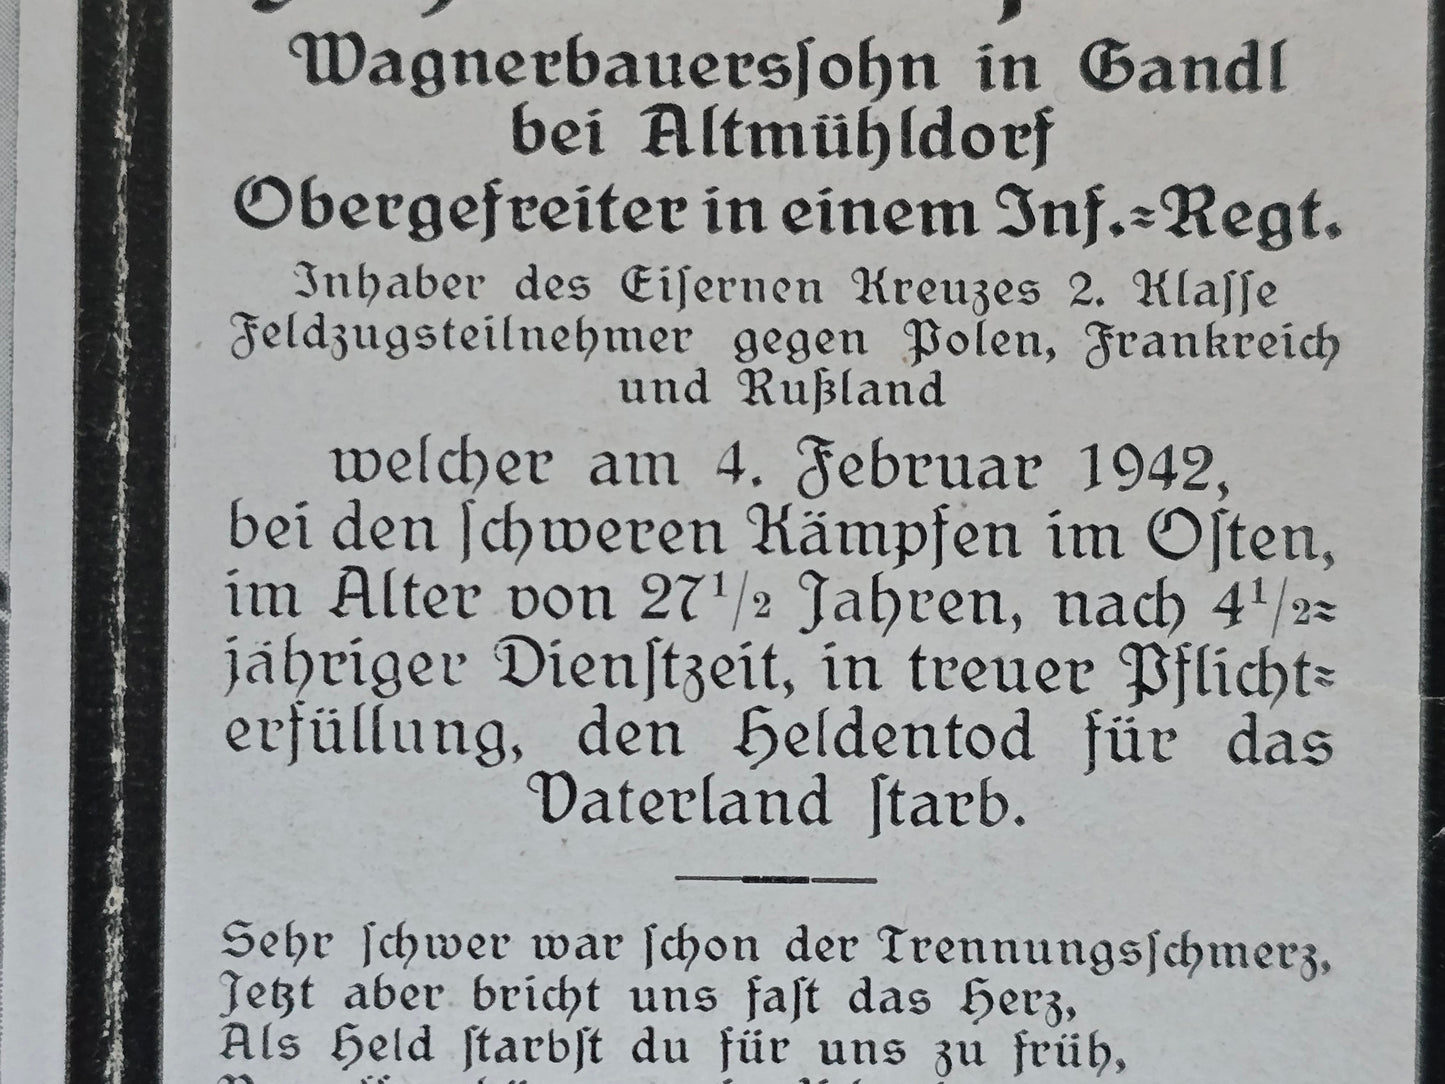 Wagnerbauersſohn in Gandl
bei Altmühldorf
Obergefreiter in einem Inf.=Regt.
Inhaber des Eiſernen Kreuzes 2. Klaſſe
Feldzugsteilnehmer gegen Polen, Frankreich
und Rußland
welcher am 4. Februar 1942,
bei den ſchweren Kämpfen im Oſten,
im Alter von 27 1/2 Jahren, nach 4 1/2=
jähriger Dienſtzeit, in treuer Pflicht=
erfüllung, den Heldentod für das
Vaterland ſtarb.
Sehr ſchwer war ſchon der Trennungsſchmerz,
Jetzt aber bricht uns faſt das Herz,
Als Held ſtarbſt du für uns zu früh,